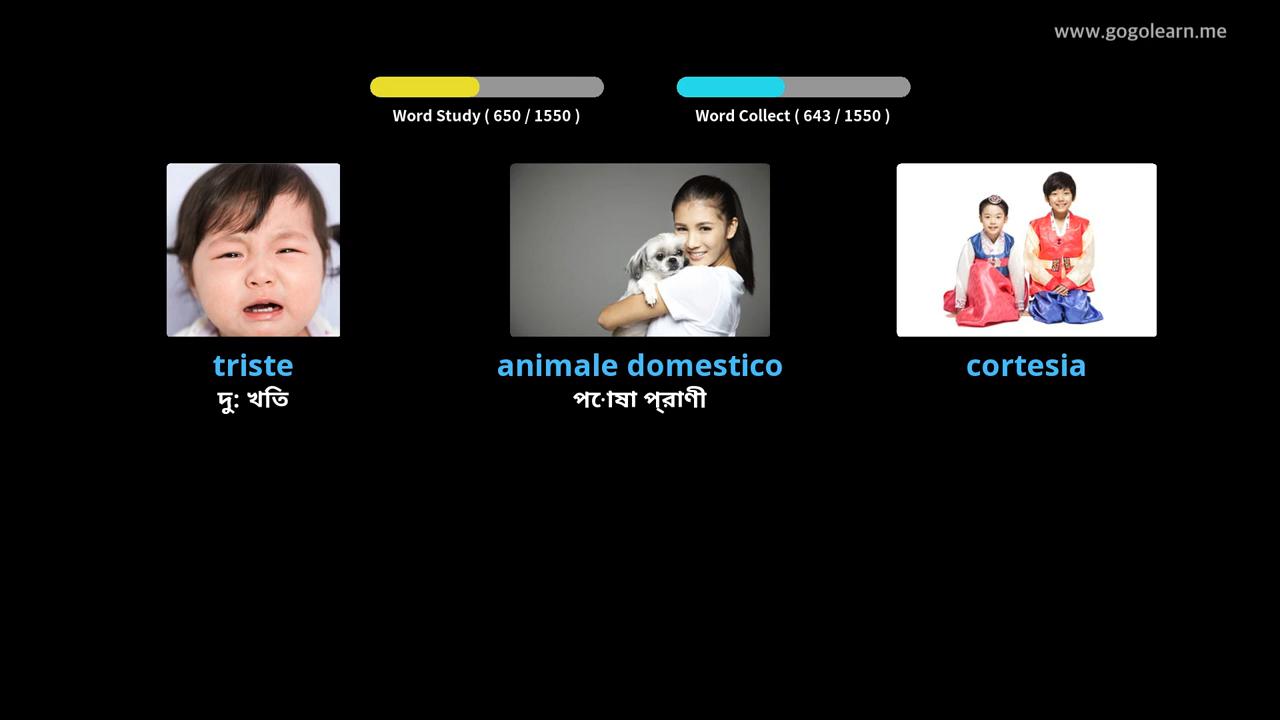 www.gogolearn.me
Word Study ( 650 / 1550 )
Word Collect ( 643 / 1550 )
triste
animale domestico
cortesia
দু: খতি
পোষা প্রাণী